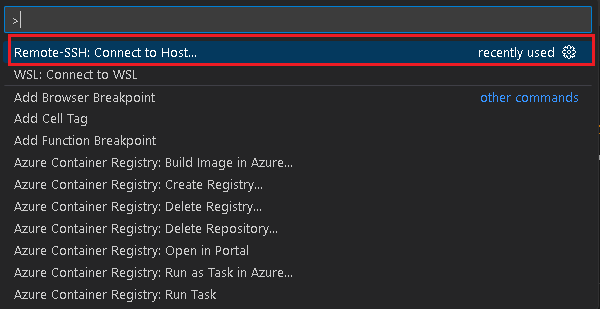 >
Remote-SSH: Connect to Host... recently used
WSL: Connect to WSL
Add Browser Breakpoint other commands
Add Cell Tag
Add Function Breakpoint
Azure Container Registry: Build Image in Azure...
Azure Container Registry: Create Registry...
Azure Container Registry: Delete Registry...
Azure Container Registry: Delete Repository...
Azure Container Registry: Open in Portal
Azure Container Registry: Run as Task in Azure...
Azure Container Registry: Run Task